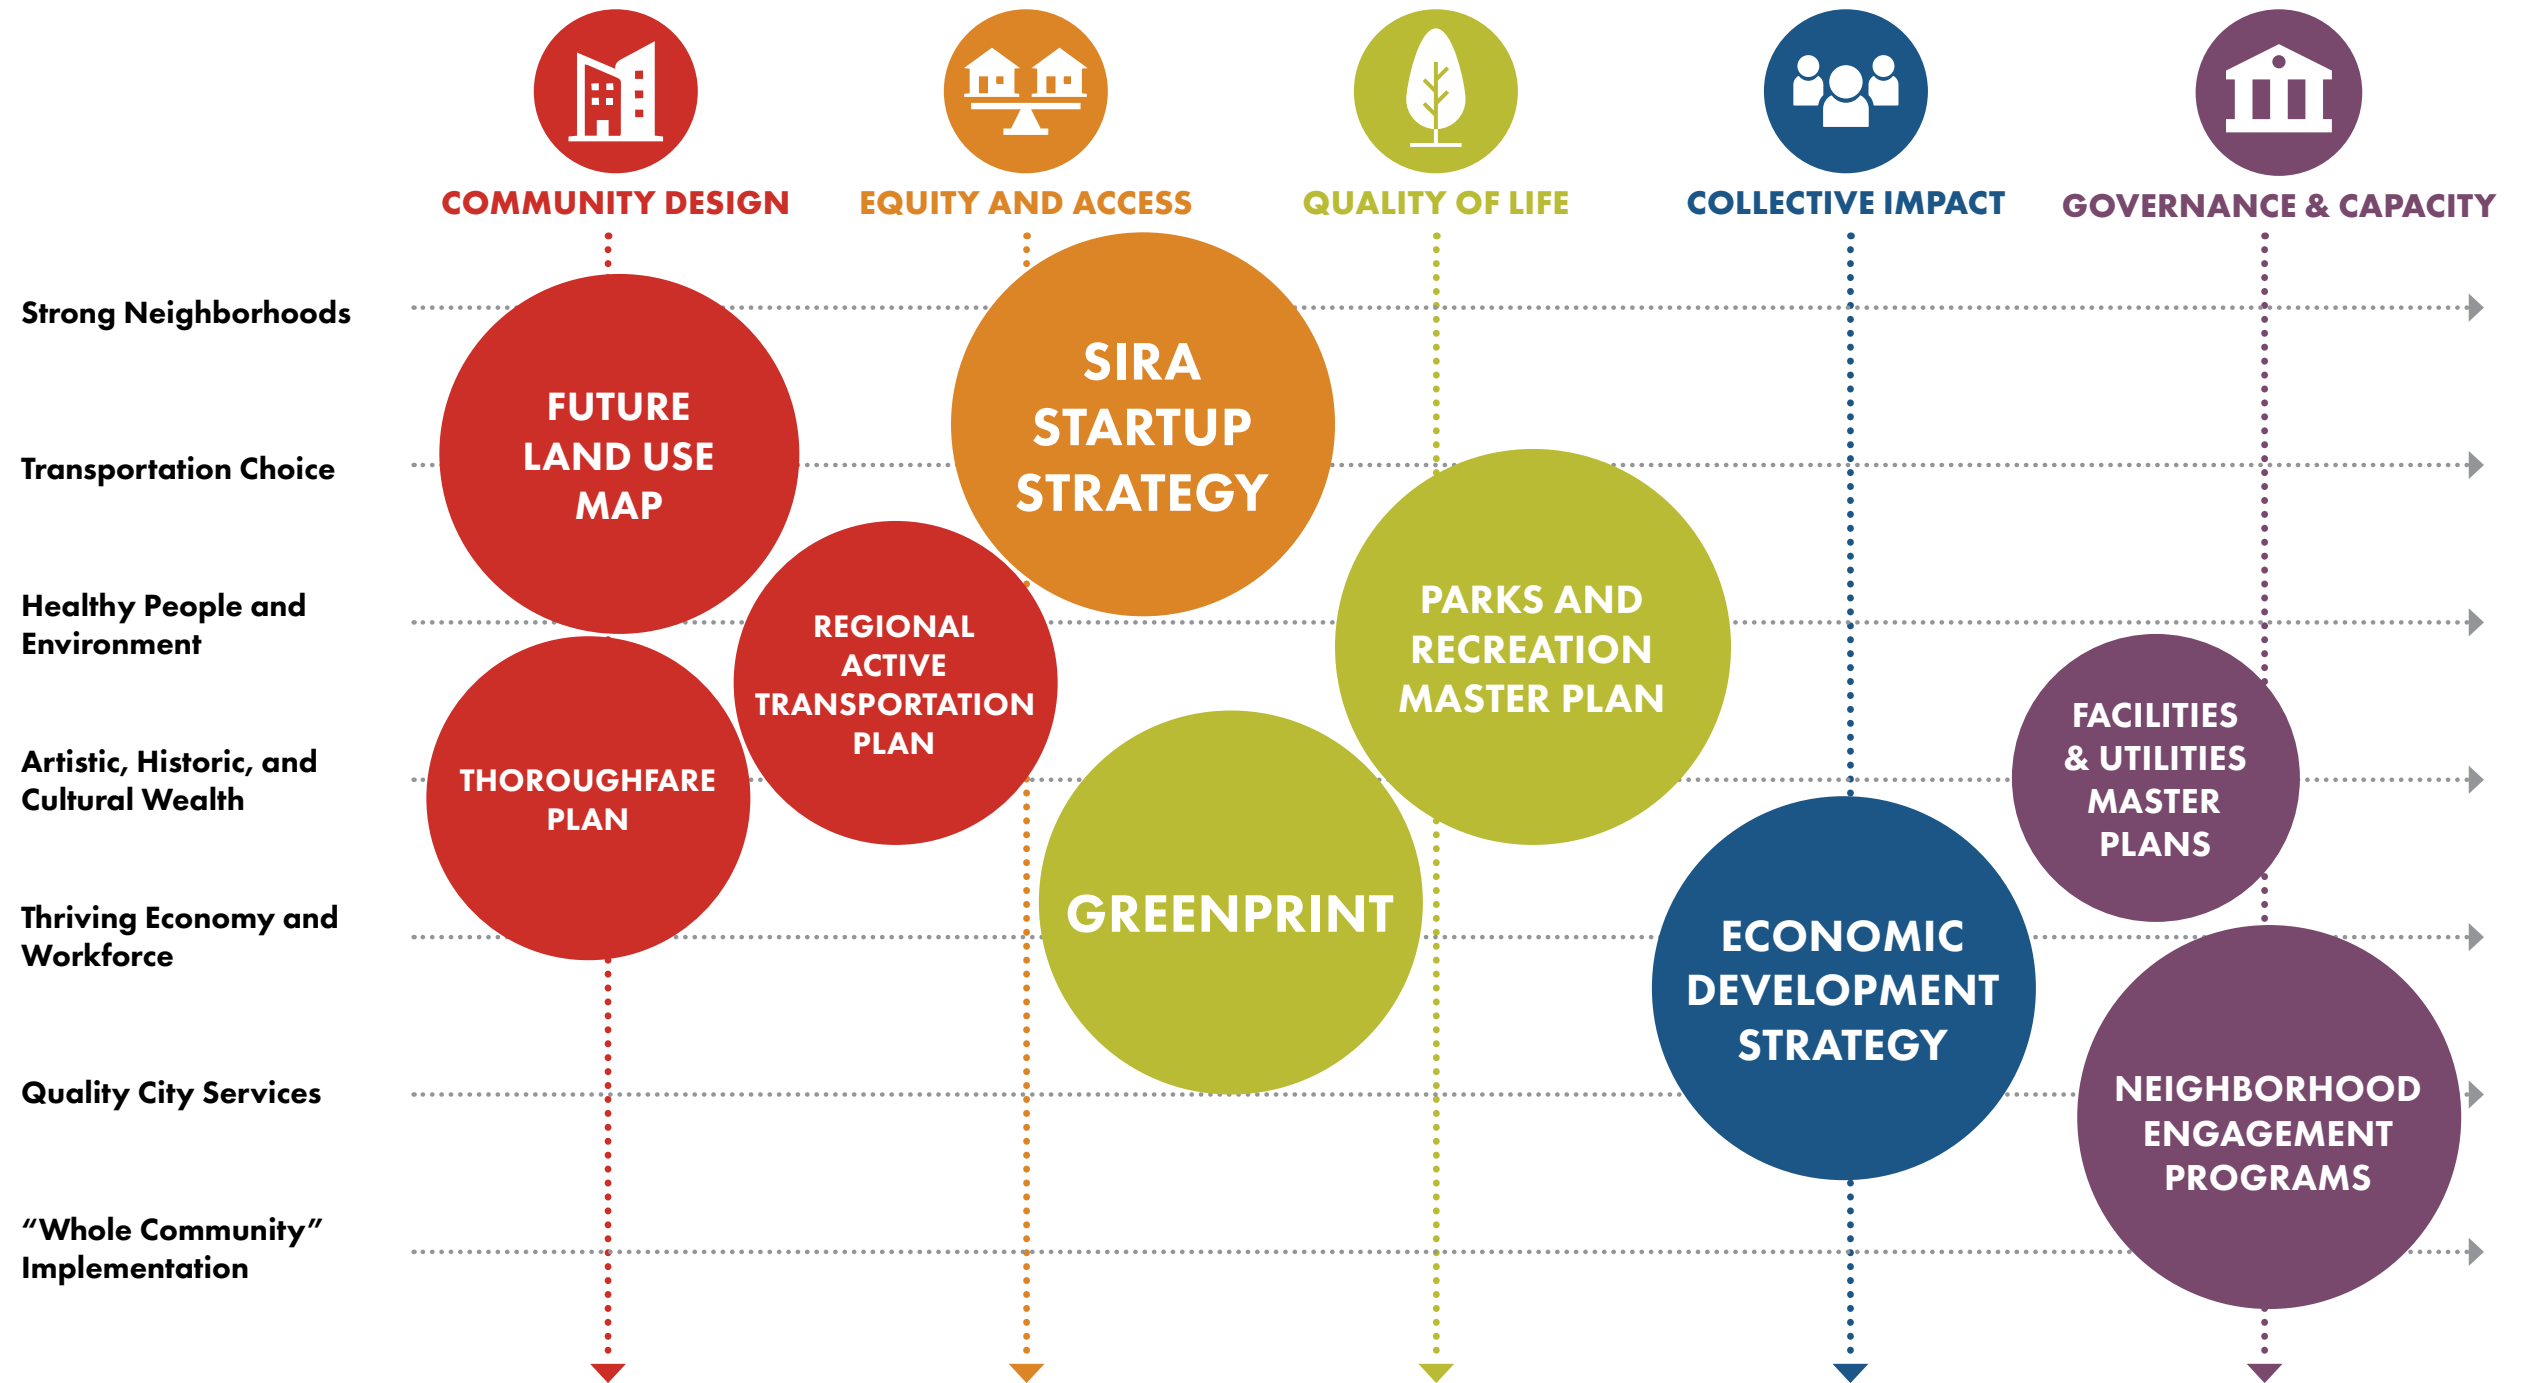 COMMUNITY DESIGN
EQUITY AND ACCESS
QUALITY OF LIFE
COLLECTIVE IMPACT
GOVERNANCE & CAPACITY
Strong Neighborhoods
Transportation Choice
Healthy People and
Environment
Artistic, Historic, and
Cultural Wealth
Thriving Economy and
Workforce
Quality City Services
“Whole Community”
Implementation
FUTURE
LAND USE
MAP
THOROUGHFARE
PLAN
REGIONAL
ACTIVE
TRANSPORTATION
PLAN
SIRA
STARTUP
STRATEGY
GREENPRINT
PARKS AND
RECREATION
MASTER PLAN
ECONOMIC
DEVELOPMENT
STRATEGY
FACILITIES
& UTILITIES
MASTER
PLANS
NEIGHBORHOOD
ENGAGEMENT
PROGRAMS